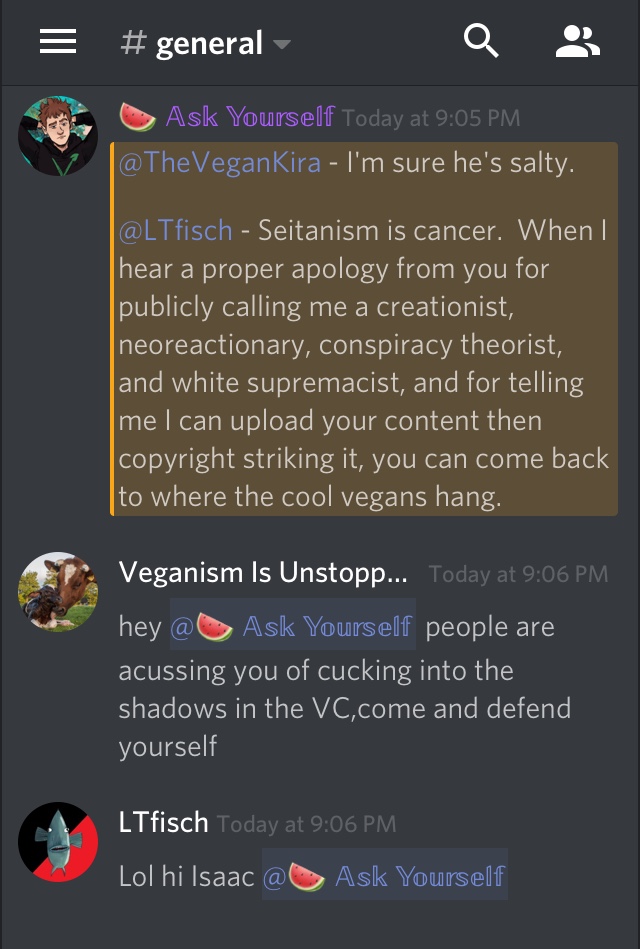 # general
🍉 Ask Yourself Today at 9:05 PM
@TheVeganKira - I'm sure he's salty.
@LTfisch - Seitanism is cancer. When I
hear a proper apology from you for
publicly calling me a creationist,
neoreactionary, conspiracy theorist,
and white supremacist, and for telling
me I can upload your content then
copyright striking it, you can come back
to where the cool vegans hang.
Veganism Is Unstopp... Today at 9:06 PM
hey @🍉 Ask Yourself people are
acussing you of cucking into the
shadows in the VC,come and defend
yourself
LTfisch Today at 9:06 PM
Lol hi Isaac @🍉 Ask Yourself